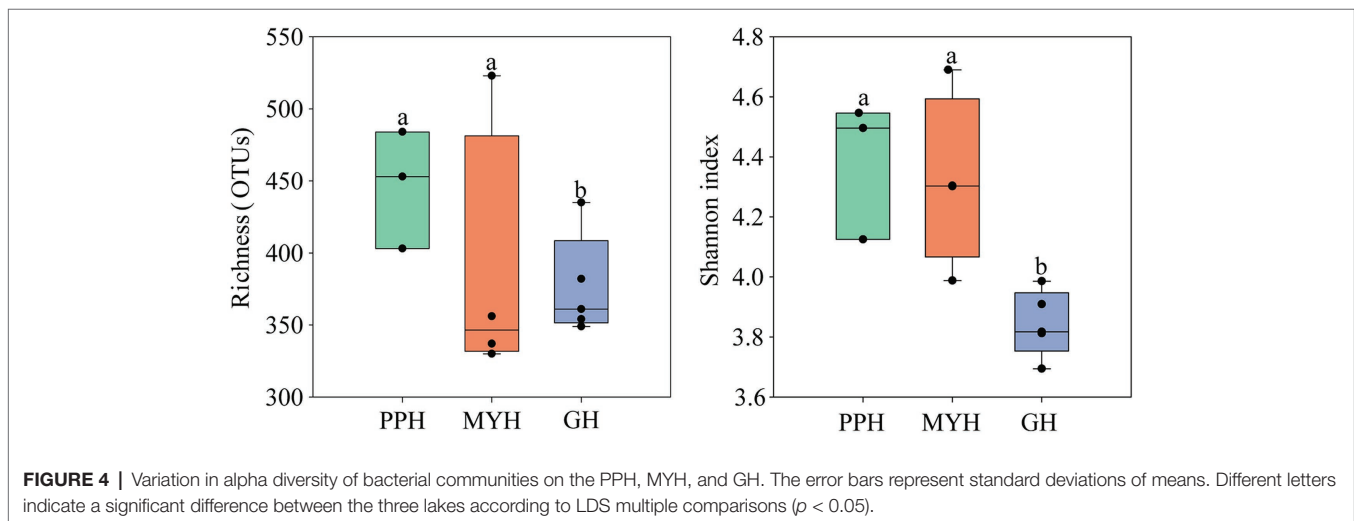 550
500
450
400
350
300
Richness( OTUs)
a
a
b
PPH MYH GH
4.8
4.6
4.4
4.2
4.0
3.8
3.6
Shannon index
a
a
b
PPH MYH GH
FIGURE 4 | Variation in alpha diversity of bacterial communities on the PPH, MYH, and GH. The error bars represent standard deviations of means. Different letters
indicate a significant difference between the three lakes according to LDS multiple comparisons (p < 0.05).